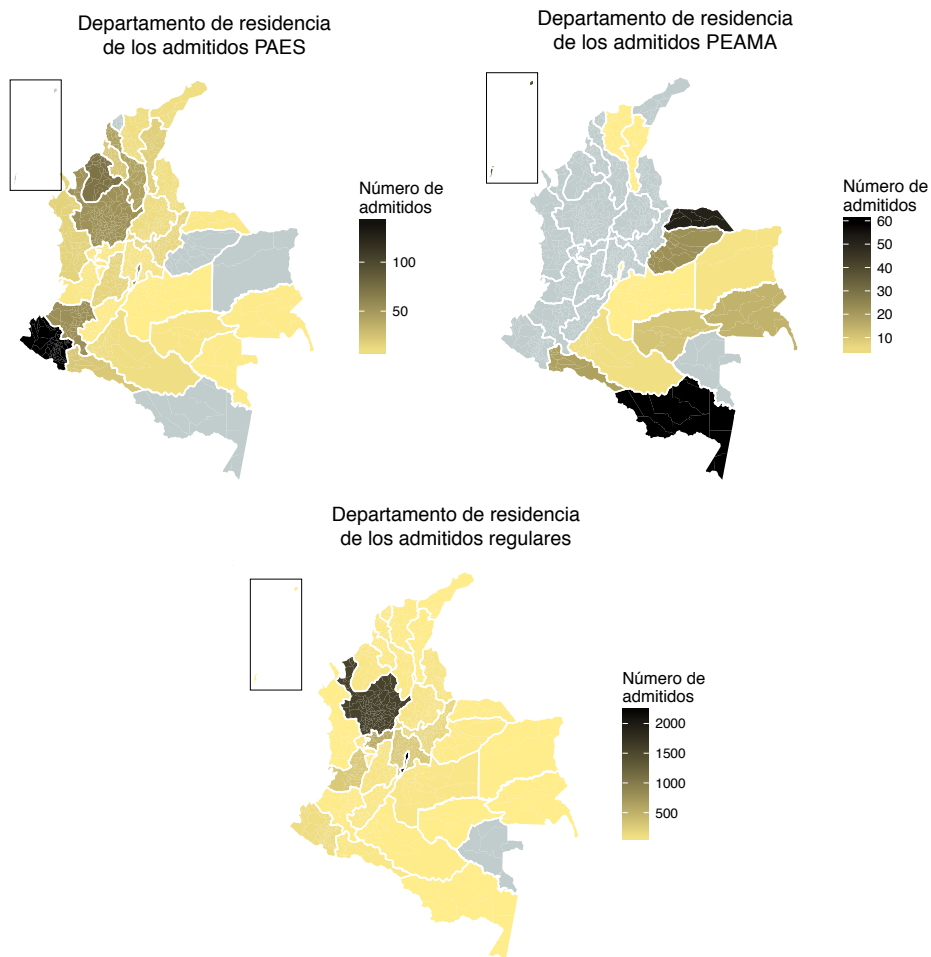 Departamento de residencia
de los admitidos PAES
Número de
admitidos
100
50
Departamento de residencia
de los admitidos PEAMA
Número de
admitidos
60
50
40
30
20
10
Departamento de residencia
de los admitidos regulares
Número de
admitidos
2000
1500
1000
500